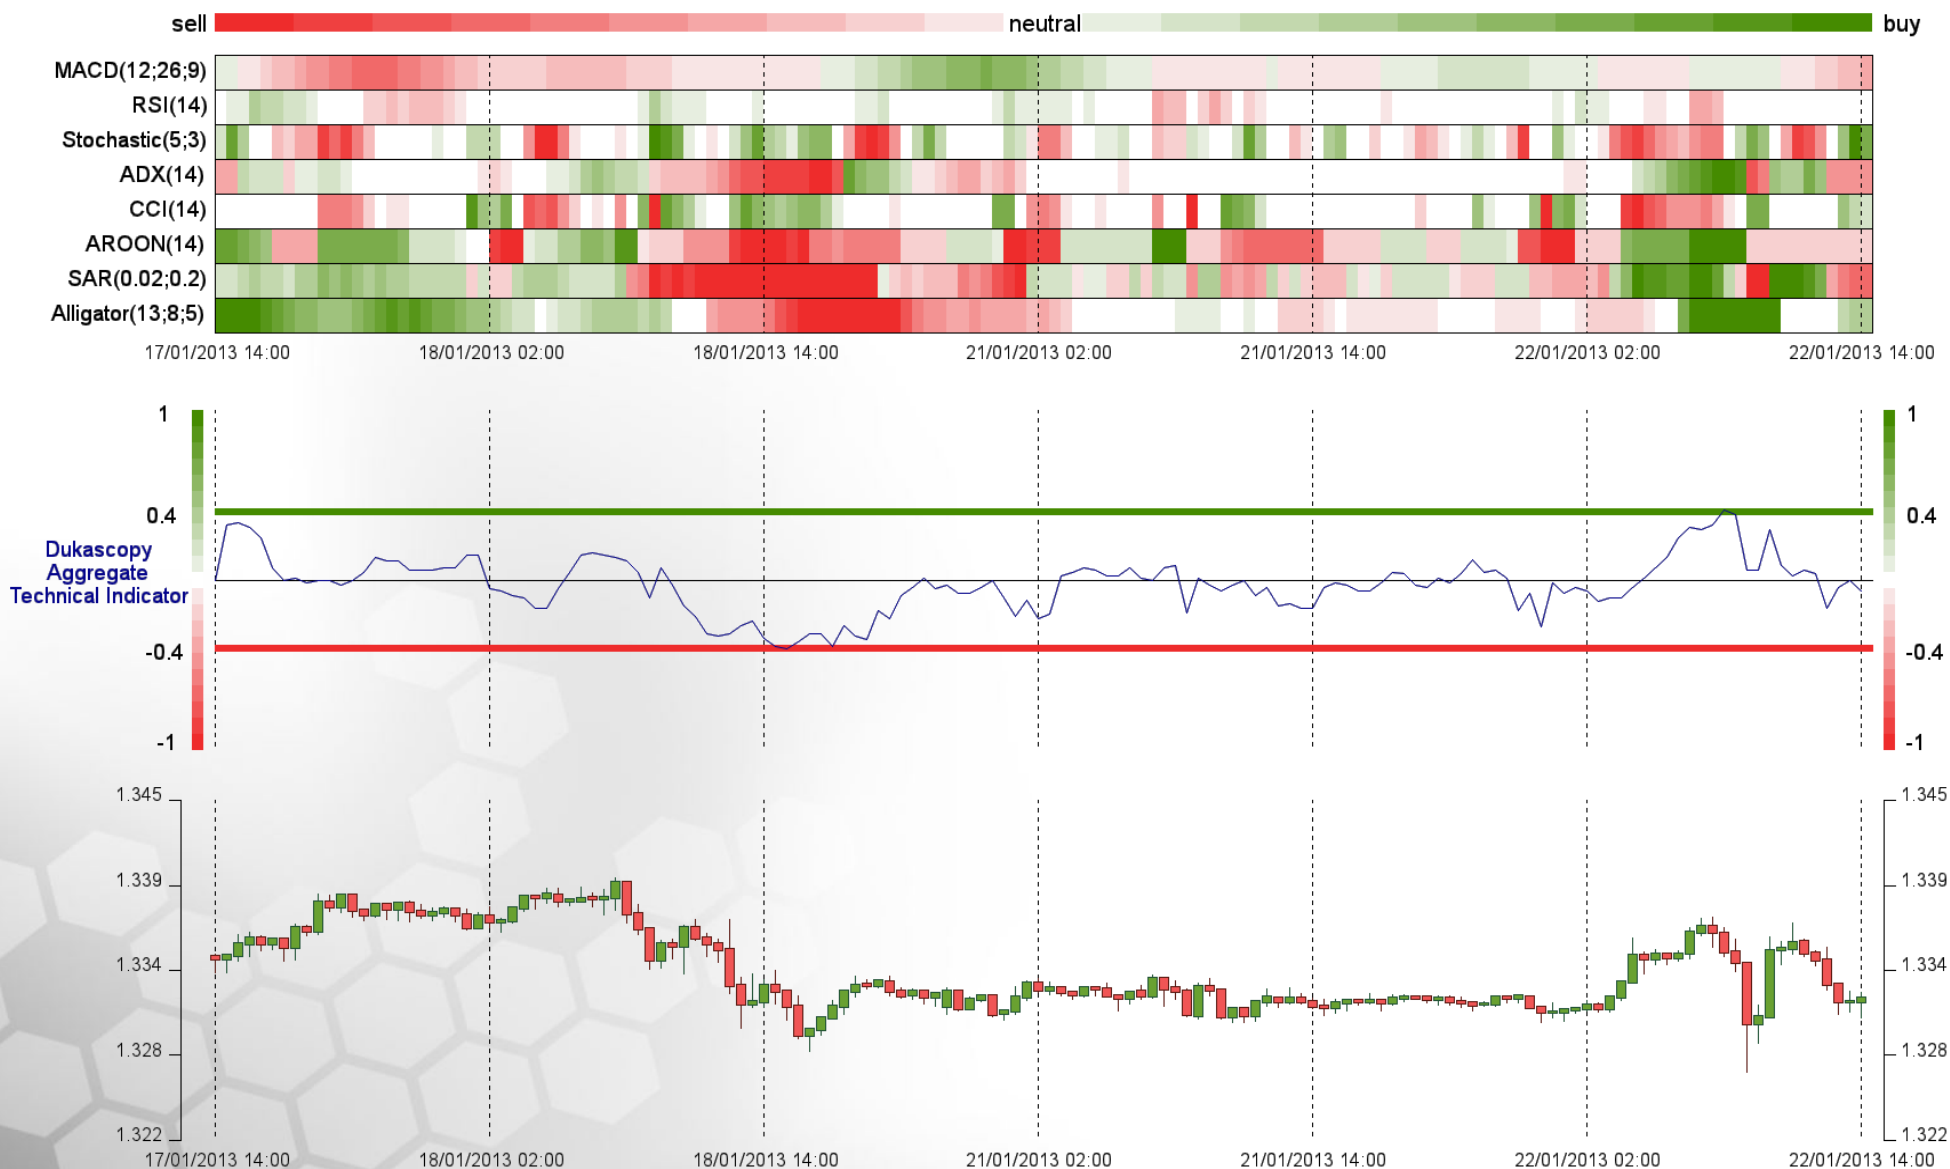 sell neutral buy
MACD(12;26;9)
RSI(14)
Stochastic(5;3)
ADX(14)
CCI(14)
AROON(14)
SAR(0.02;0.2)
Alligator(13;8;5)
17/01/2013 14:00 18/01/2013 02:00 18/01/2013 14:00 21/01/2013 02:00 21/01/2013 14:00 22/01/2013 02:00 22/01/2013 14:00
1 1
0.4 0.4
Dukascopy
Aggregate
Technical Indicator
-0.4 -0.4
-1 -1
1.345 1.345
1.339 1.339
1.334 1.334
1.328 1.328
1.322 1.322
17/01/2013 14:00 18/01/2013 02:00 18/01/2013 14:00 21/01/2013 02:00 21/01/2013 14:00 22/01/2013 02:00 22/01/2013 14:00